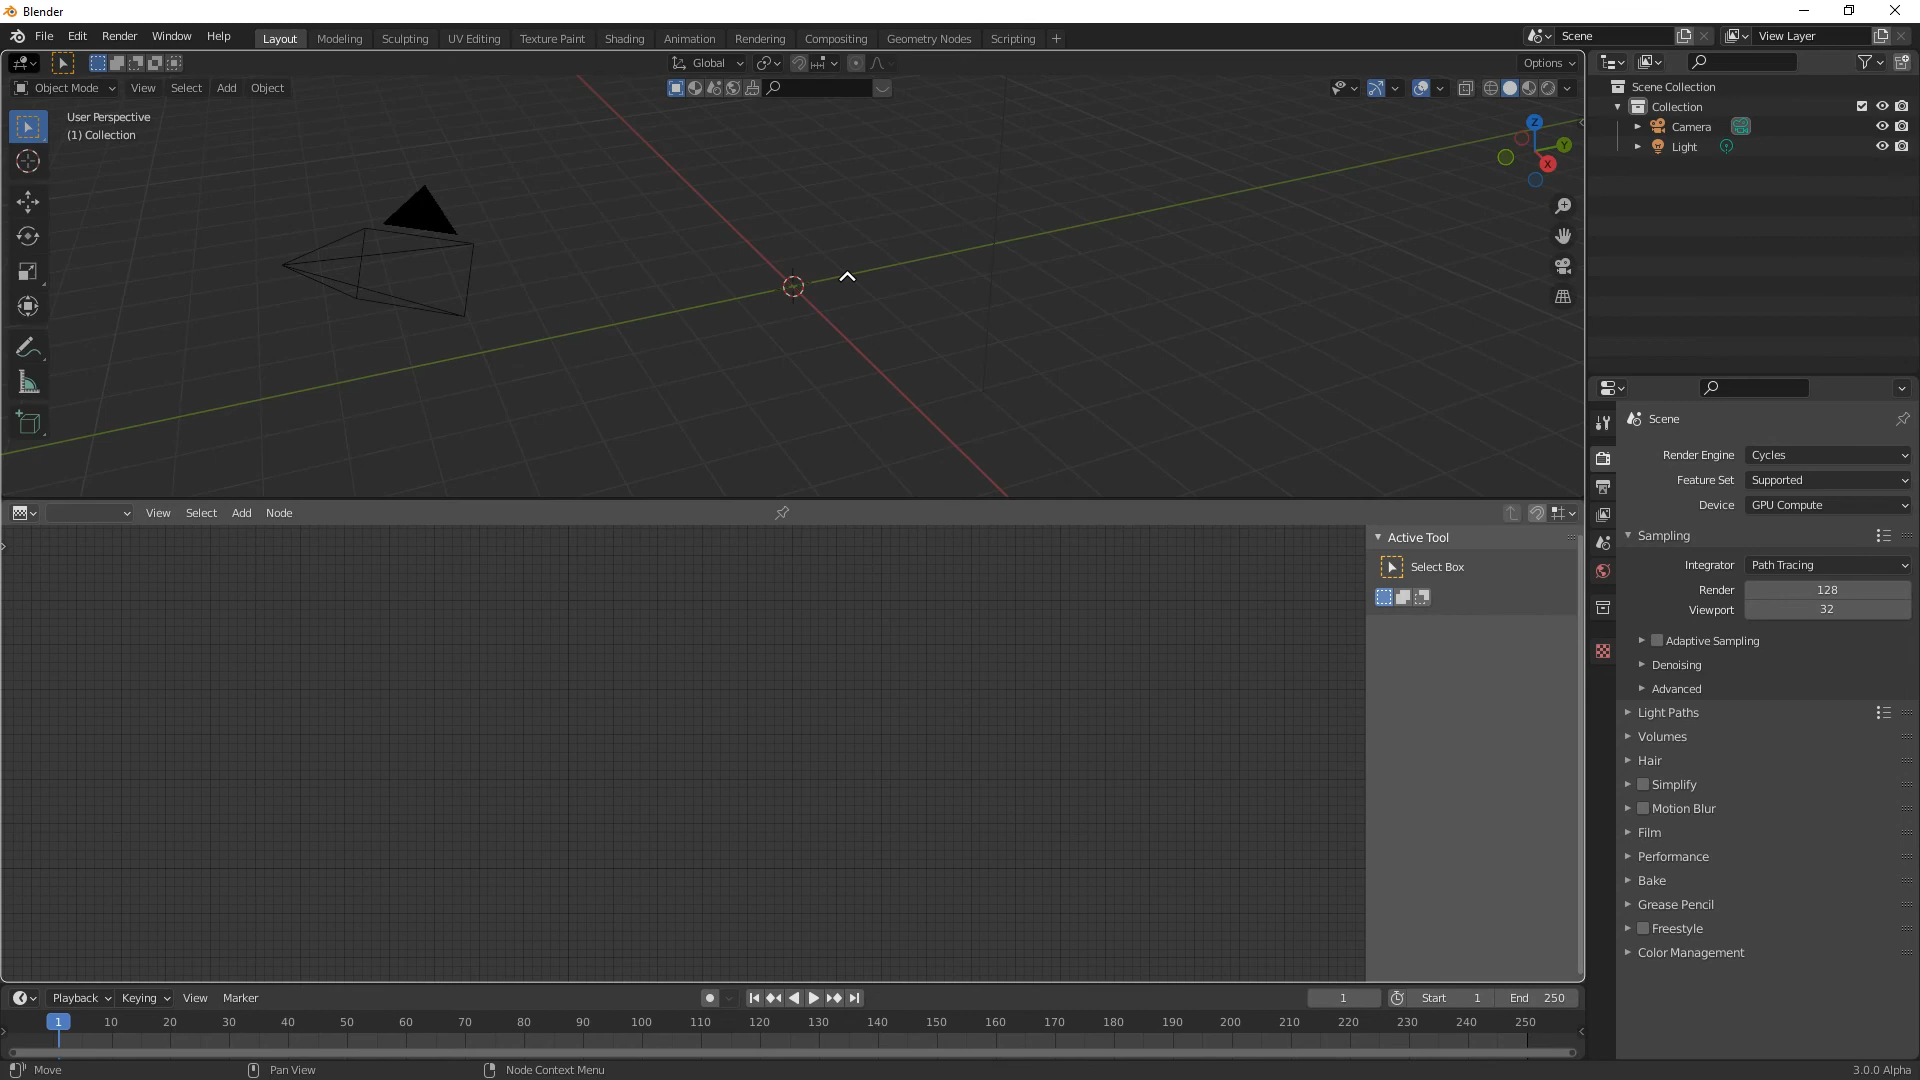 Blender
File Edit Render Window Help Layout Modeling Sculpting UV Editing Texture Paint Shading Animation Rendering Compositing Geometry Nodes Scripting + Scene View Layer
Global Options
Object Mode View Select Add Object
User Perspective
(1) Collection
Z
Y
X
Scene Collection
Collection
Camera
Light
Scene
Render Engine Cycles
Feature Set Supported
Device GPU Compute
Sampling
Integrator Path Tracing
Render 128
Viewport 32
Adaptive Sampling
Denoising
Advanced
Light Paths
Volumes
Hair
Simplify
Motion Blur
Film
Performance
Bake
Grease Pencil
Freestyle
Color Management
View Select Add Node
Active Tool
Select Box
Playback Keying View Marker 1 Start 1 End 250
1 10 20 30 40 50 60 70 80 90 100 110 120 130 140 150 160 170 180 190 200 210 220 230 240 250
Move Pan View Node Context Menu 3.0.0 Alpha